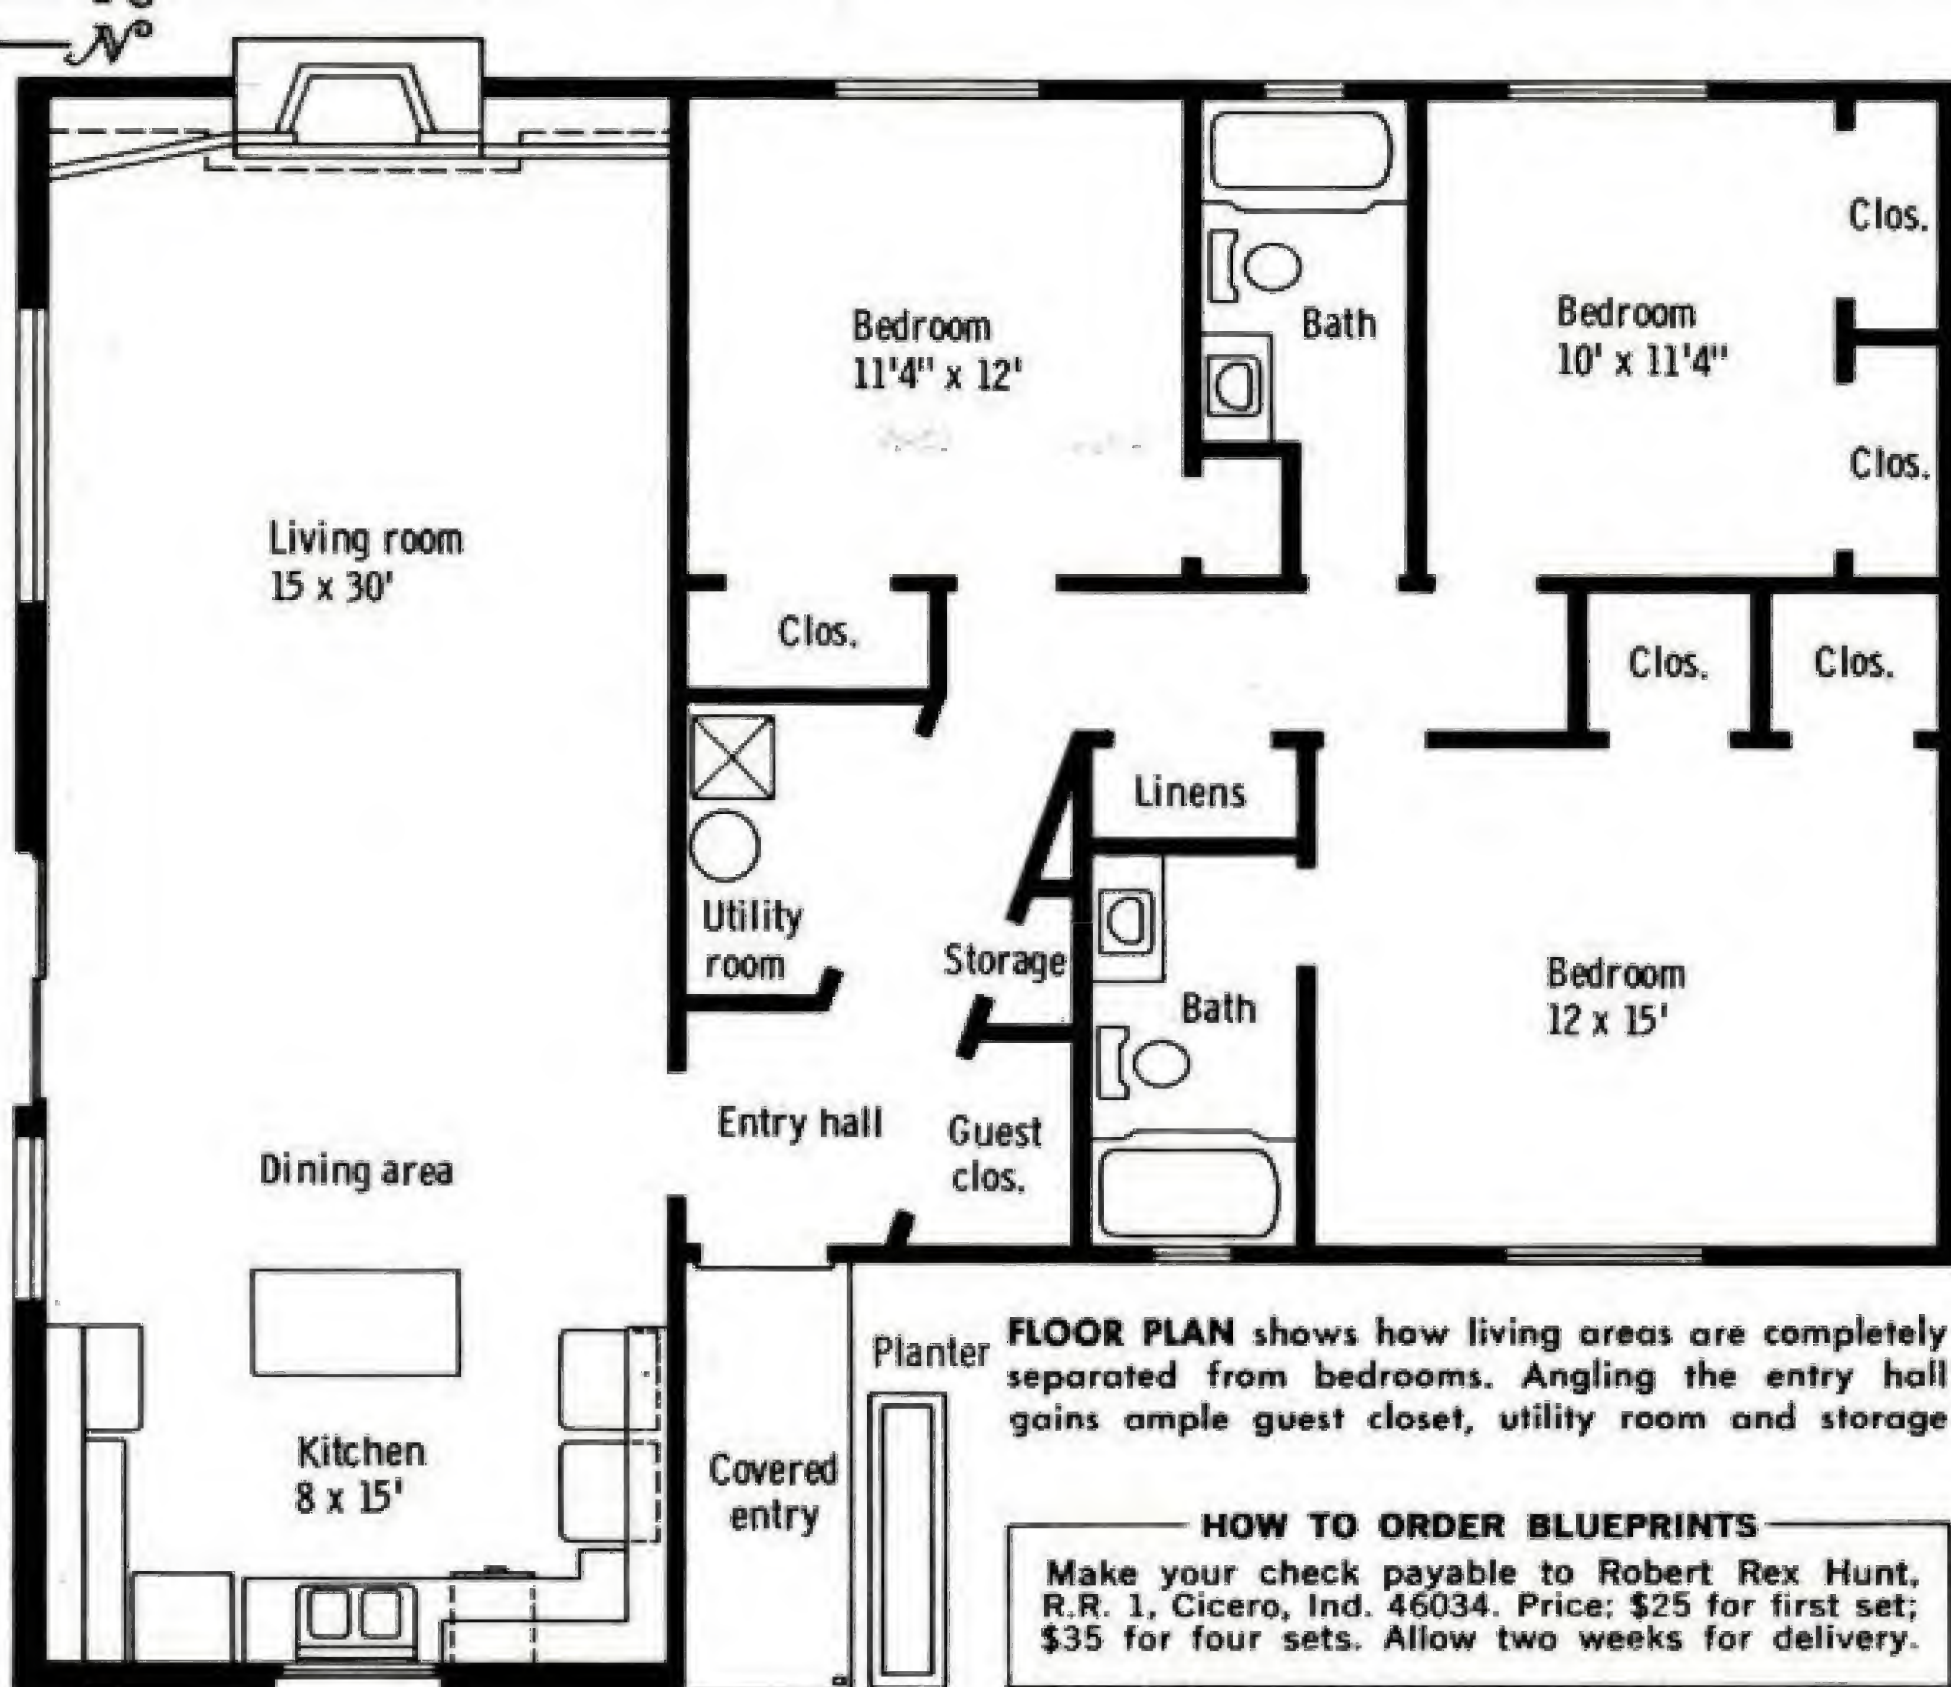 N
Bedroom
11'4" x 12'
Bath
Bedroom
10' x 11'4"
Clos.
Clos.
Living room
15 x 30'
Clos.
Clos.
Clos.
Linens
Utility
room
Storage
Bath
Bedroom
12 x 15'
Entry hall
Guest
clos.
Dining area
Kitchen
8 x 15'
Covered
entry
Planter
FLOOR PLAN shows how living areas are completely
separated from bedrooms. Angling the entry hall
gains ample guest closet, utility room and storage
HOW TO ORDER BLUEPRINTS
Make your check payable to Robert Rex Hunt,
R.R. 1, Cicero, Ind. 46034. Price: $25 for first set;
$35 for four sets. Allow two weeks for delivery.